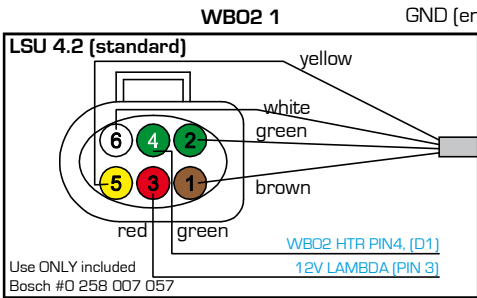 WBO2 1
GND (er
LSU 4.2 (standard)
yellow
white
green
6 4 2
5 3 1
brown
red green
WBO2 HTR PIN4, (D1)
12V LAMBDA (PIN 3)
Use ONLY included
Bosch #0 258 007 057